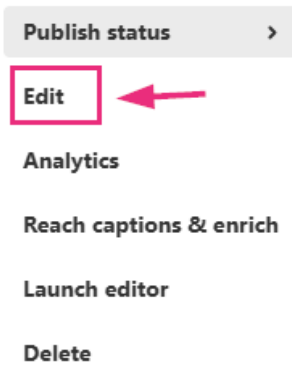 Publish status
Edit
Analytics
Reach captions & enrich
Launch editor
Delete